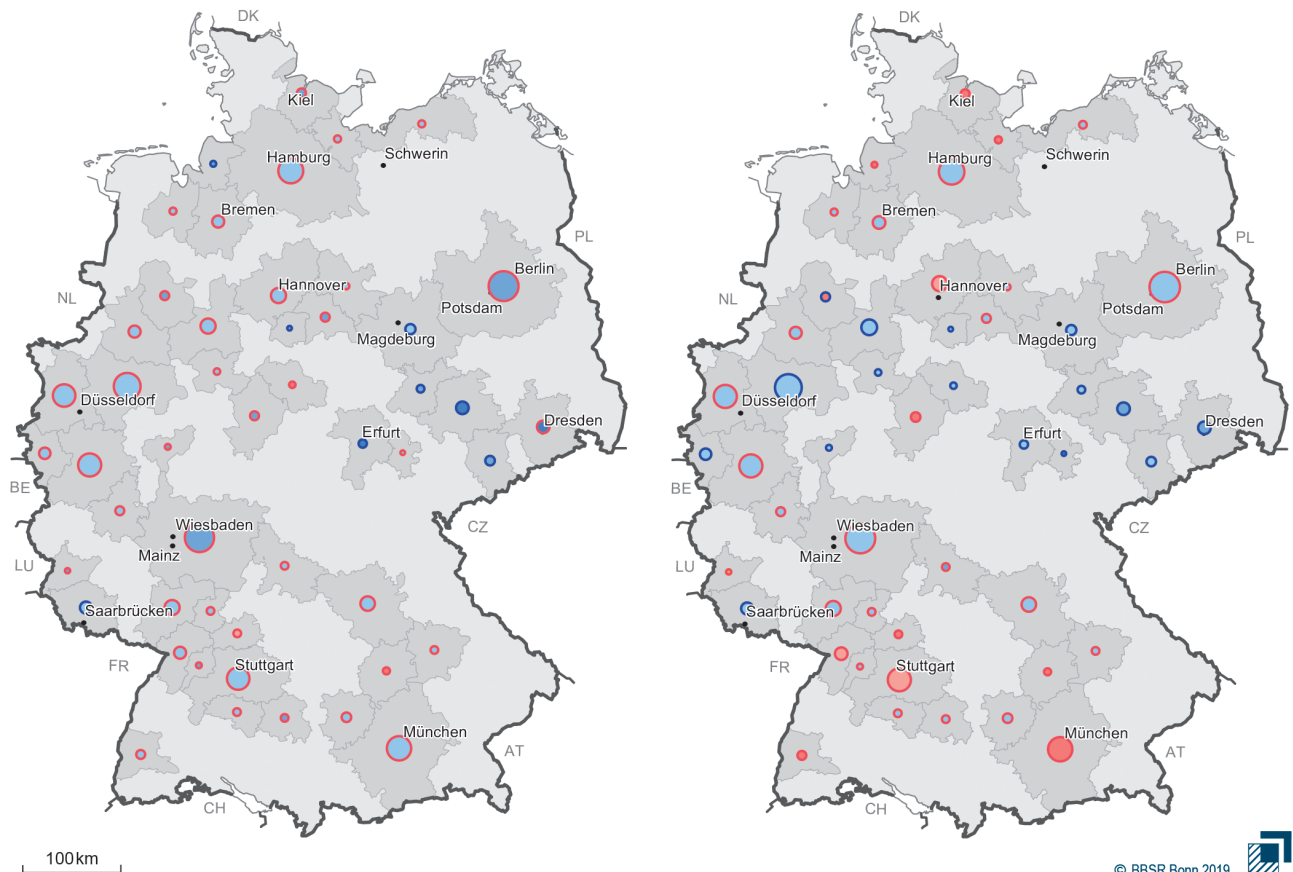 DK
Kiel
Schwerin
Hamburg
Bremen
PL
Berlin
Hannover
NL
Potsdam
Magdeburg
Düsseldorf
Dresden
Erfurt
BE
Wiesbaden
CZ
Mainz
LU
Saarbrücken
FR
Stuttgart
München
AT
CH
100 km
DK
Kiel
Schwerin
Hamburg
Bremen
PL
Berlin
Hannover
NL
Potsdam
Magdeburg
Düsseldorf
Dresden
Erfurt
BE
Wiesbaden
CZ
Mainz
LU
Saarbrücken
FR
Stuttgart
München
AT
CH
© BBSR Bonn 2019